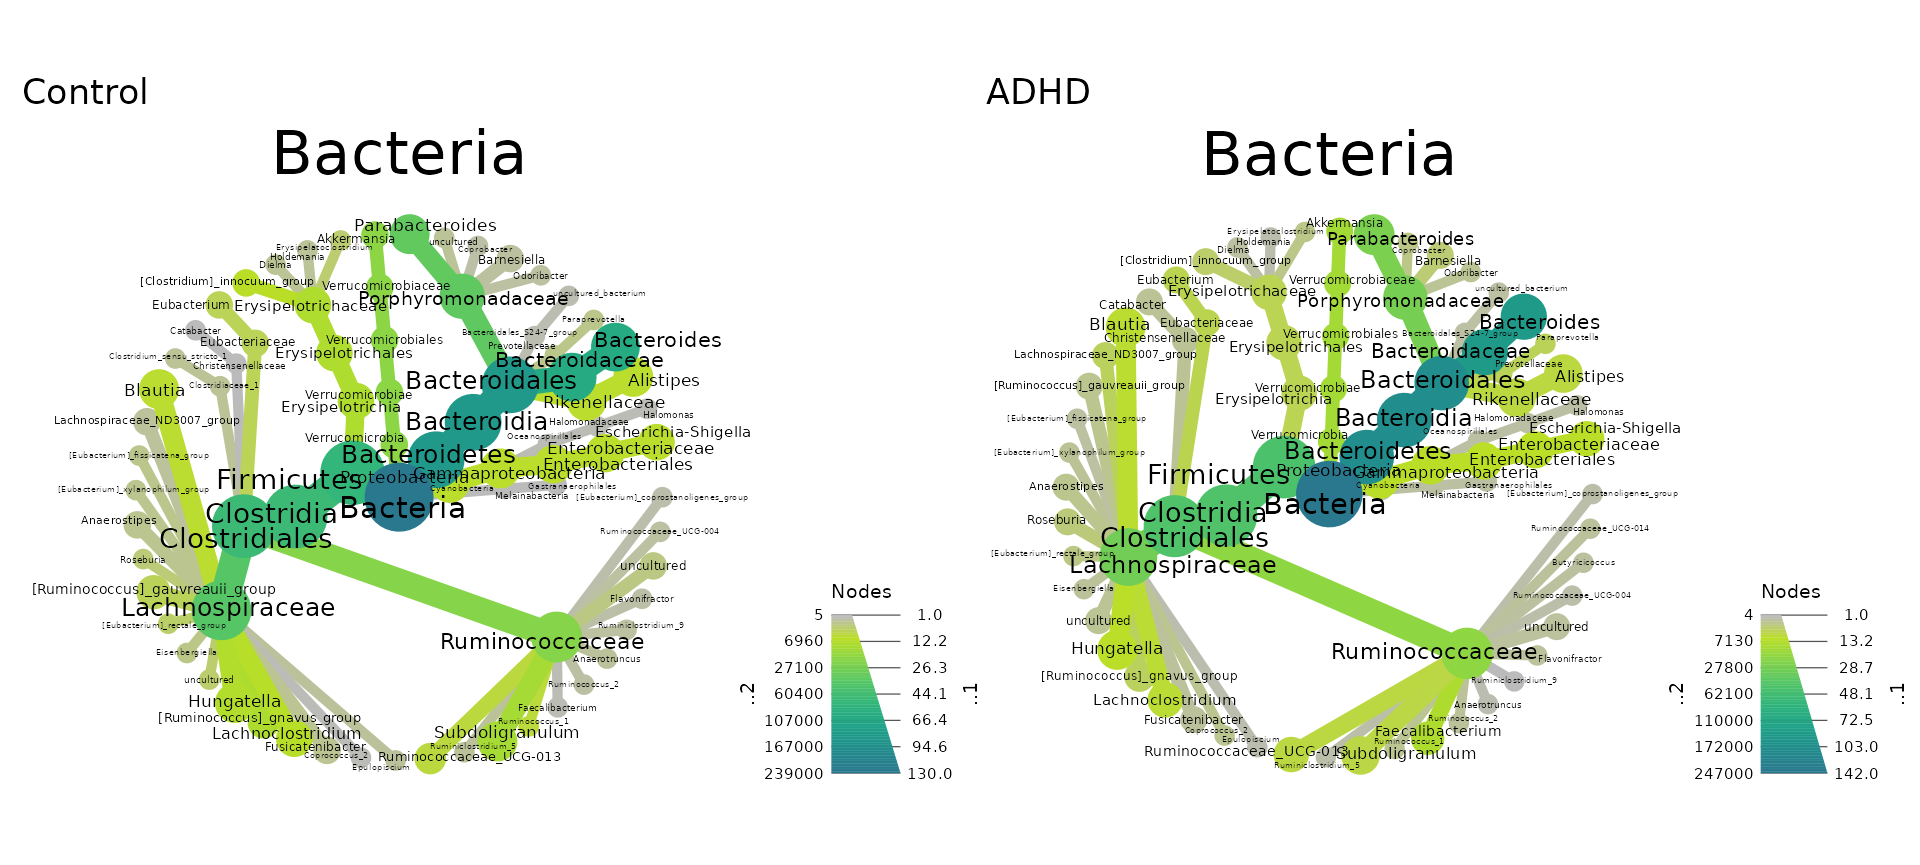 Control
Bacteria
Parabacteroides
Akkermansia
uncultured
Erysipelatoclostridium
Coprobacter
Holdemania
Barnesiella
Dielma
Odoribacter
[Clostridium]_innocuum_group
Verrucomicrobiaceae
uncultured_bacterium
Porphyromonadaceae
Eubacterium
Erysipelotrichaceae
Paraprevotella
Catabacter
Bacteroidales_S24-7_group
Eubacteriaceae
Verrucomicrobiales
Bacteroides
Prevotellaceae
Erysipelotrichales
Clostridium_sensu_stricto_1
Bacteroidaceae
Christensenellaceae
Bacteroidales
Alistipes
Clostridiaceae_1
Blautia
Verrucomicrobiae
Rikenellaceae
Erysipelotrichia
Halomonas
Lachnospiraceae_ND3007_group
Bacteroidia
Halomonadaceae
Escherichia-Shigella
Verrucomicrobia
Oceanospirillales
Enterobacteriaceae
[Eubacterium]_fissicatena_group
Bacteroidetes
Enterobacteriales
Firmicutes
Proteobacteria
Gammaproteobacteria
[Eubacterium]_xylanophilum_group
Cyanobacteria
Gastranaerophilales
Melainabacteria
[Eubacterium]_coprostanoligenes_group
Bacteria
Clostridia
Anaerostipes
Ruminococcaceae_UCG-004
Clostridiales
Roseburia
uncultured
[Ruminococcus]_gauvreauii_group
Flavonifractor
Lachnospiraceae
[Eubacterium]_rectale_group
Ruminiclostridium_9
Ruminococcaceae
Eisenbergiella
Anaerotruncus
uncultured
Ruminococcus_2
Hungatella
Faecalibacterium
[Ruminococcus]_gnavus_group
Ruminococcus_1
Lachnoclostridium
Subdoligranulum
Fusicatenibacter
Ruminiclostridium_5
Coprococcus_2
Ruminococcaceae_UCG-013
Epulopiscium
Nodes
5 1.0
6960 12.2
27100 26.3
60400 44.1
107000 66.4
167000 94.6
239000 130.0
..2
..1
ADHD
Bacteria
Akkermansia
Erysipelatoclostridium
Parabacteroides
Holdemania
Dielma
Coprobacter
[Clostridium]_innocuum_group
Barnesiella
Odoribacter
Eubacterium
Verrucomicrobiaceae
uncultured_bacterium
Erysipelotrichaceae
Porphyromonadaceae
Catabacter
Blautia
Eubacteriaceae
Bacteroides
Christensenellaceae
Verrucomicrobiales
Bacteroidales_S24-7_group
Paraprevotella
Erysipelotrichales
Bacteroidaceae
Lachnospiraceae_ND3007_group
Prevotellaceae
Bacteroidales
Alistipes
[Ruminococcus]_gauvreauii_group
Verrucomicrobiae
Erysipelotrichia
Rikenellaceae
Halomonas
[Eubacterium]_fissicatena_group
Bacteroidia
Halomonadaceae
Oceanospirillales
Escherichia-Shigella
Verrucomicrobia
Enterobacteriaceae
[Eubacterium]_xylanophilum_group
Bacteroidetes
Enterobacteriales
Firmicutes
Proteobacteria
Gammaproteobacteria
Anaerostipes
Cyanobacteria
Gastranaerophilales
Melainabacteria
[Eubacterium]_coprostanoligenes_group
Bacteria
Clostridia
Roseburia
Ruminococcaceae_UCG-014
Clostridiales
[Eubacterium]_rectale_group
Lachnospiraceae
Butyricicoccus
Eisenbergiella
Ruminococcaceae_UCG-004
uncultured
uncultured
Hungatella
Ruminococcaceae
Flavonifractor
[Ruminococcus]_gnavus_group
Ruminiclostridium_9
Lachnoclostridium
Anaerotruncus
Fusicatenibacter
Ruminococcus_2
Coprococcus_2
Faecalibacterium
Epulopiscium
Ruminococcus_1
Ruminococcaceae_UCG-013
Subdoligranulum
Ruminiclostridium_5
Nodes
4 1.0
7130 13.2
27800 28.7
62100 48.1
110000 72.5
172000 103.0
247000 142.0
..2
..1